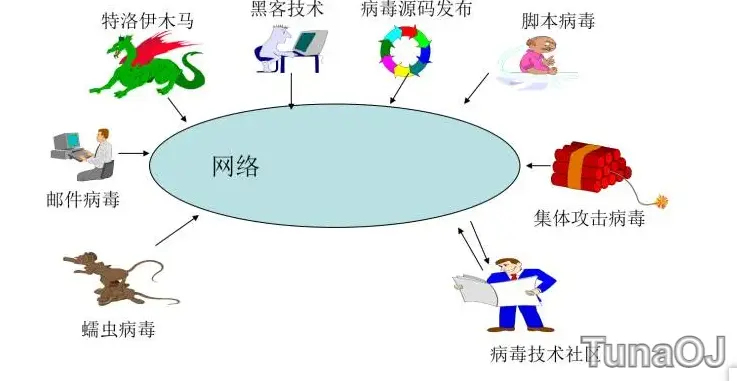 特洛伊木马
黑客技术
病毒源码发布
脚本病毒
网络
邮件病毒
集体攻击病毒
蠕虫病毒
病毒技术社区
TunaOJ